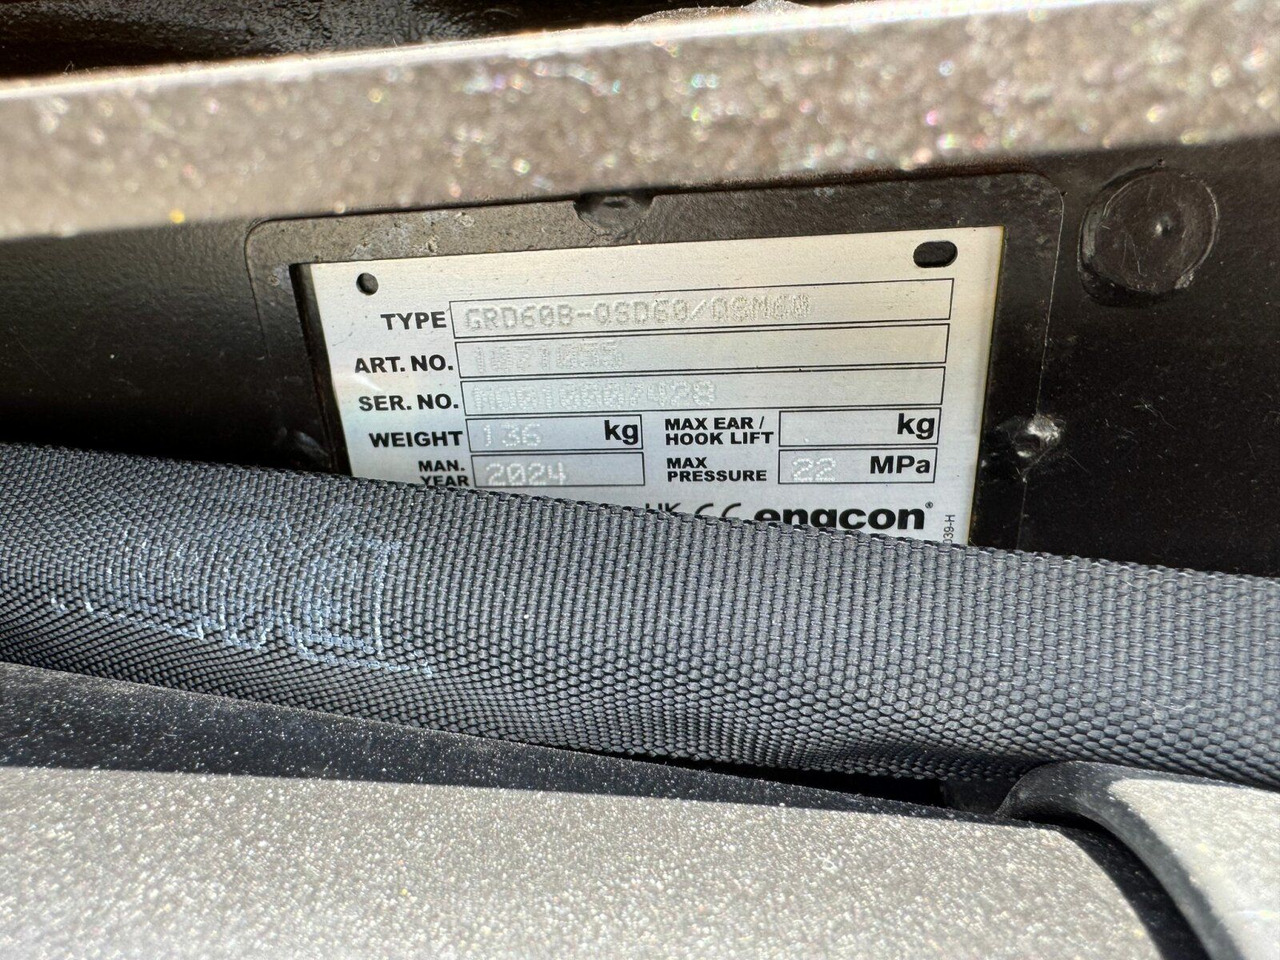 TYPE GRD60B-QSD60/QSM60
ART. NO. 1071055
SER. NO.
WEIGHT 136 kg MAX EAR / HOOK LIFT kg
MAN. YEAR 2024 MAX PRESSURE 22 MPa
UK CE engcon®